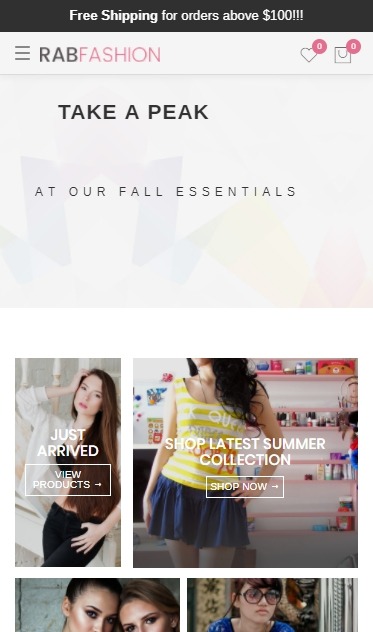 Free Shipping for orders above $100!!!
RABFASHION
0
0
TAKE A PEAK
AT OUR FALL ESSENTIALS
JUST
ARRIVED
VIEW
PRODUCTS →
SHOP LATEST SUMMER
COLLECTION
SHOP NOW →